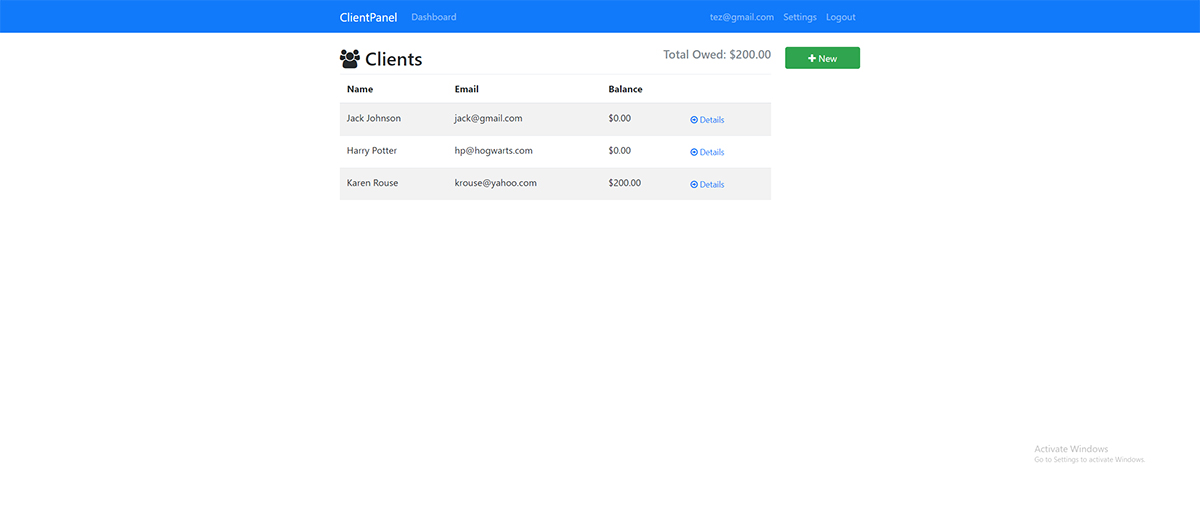 ClientPanel Dashboard tez@gmail.com Settings Logout
Clients Total Owed: $200.00 New
Name Email Balance
Jack Johnson jack@gmail.com $0.00 Details
Harry Potter hp@hogwarts.com $0.00 Details
Karen Rouse krouse@yahoo.com $200.00 Details
Activate Windows
Go to Settings to activate Windows.